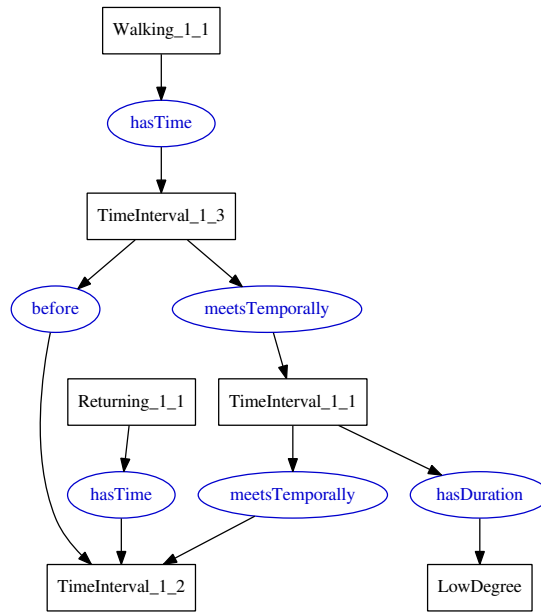 Walking_1_1
hasTime
TimeInterval_1_3
before
meetsTemporally
Returning_1_1
TimeInterval_1_1
hasTime
meetsTemporally
hasDuration
TimeInterval_1_2
LowDegree